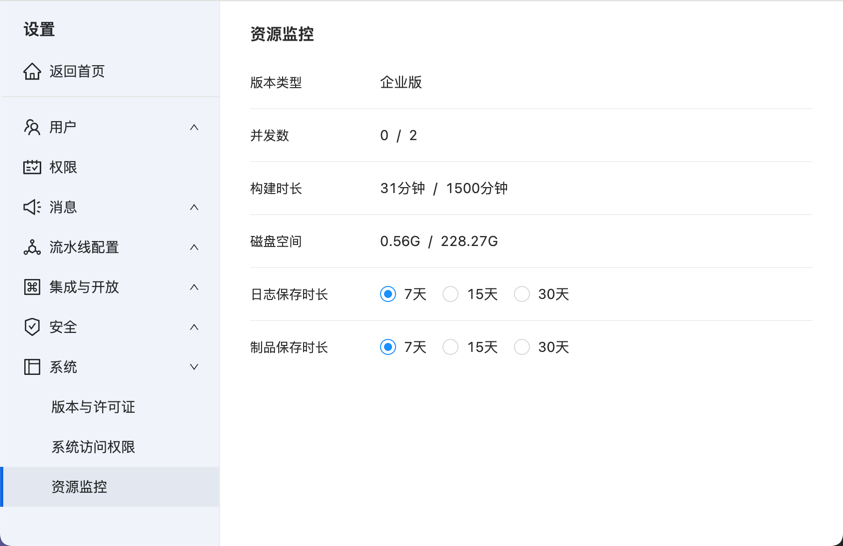 设置
返回首页
用户
权限
消息
流水线配置
集成与开放
安全
系统
版本与许可证
系统访问权限
资源监控
资源监控
版本类型 企业版
并发数 0 / 2
构建时长 31分钟 / 1500分钟
磁盘空间 0.56G / 228.27G
日志保存时长 7天 15天 30天
制品保存时长 7天 15天 30天